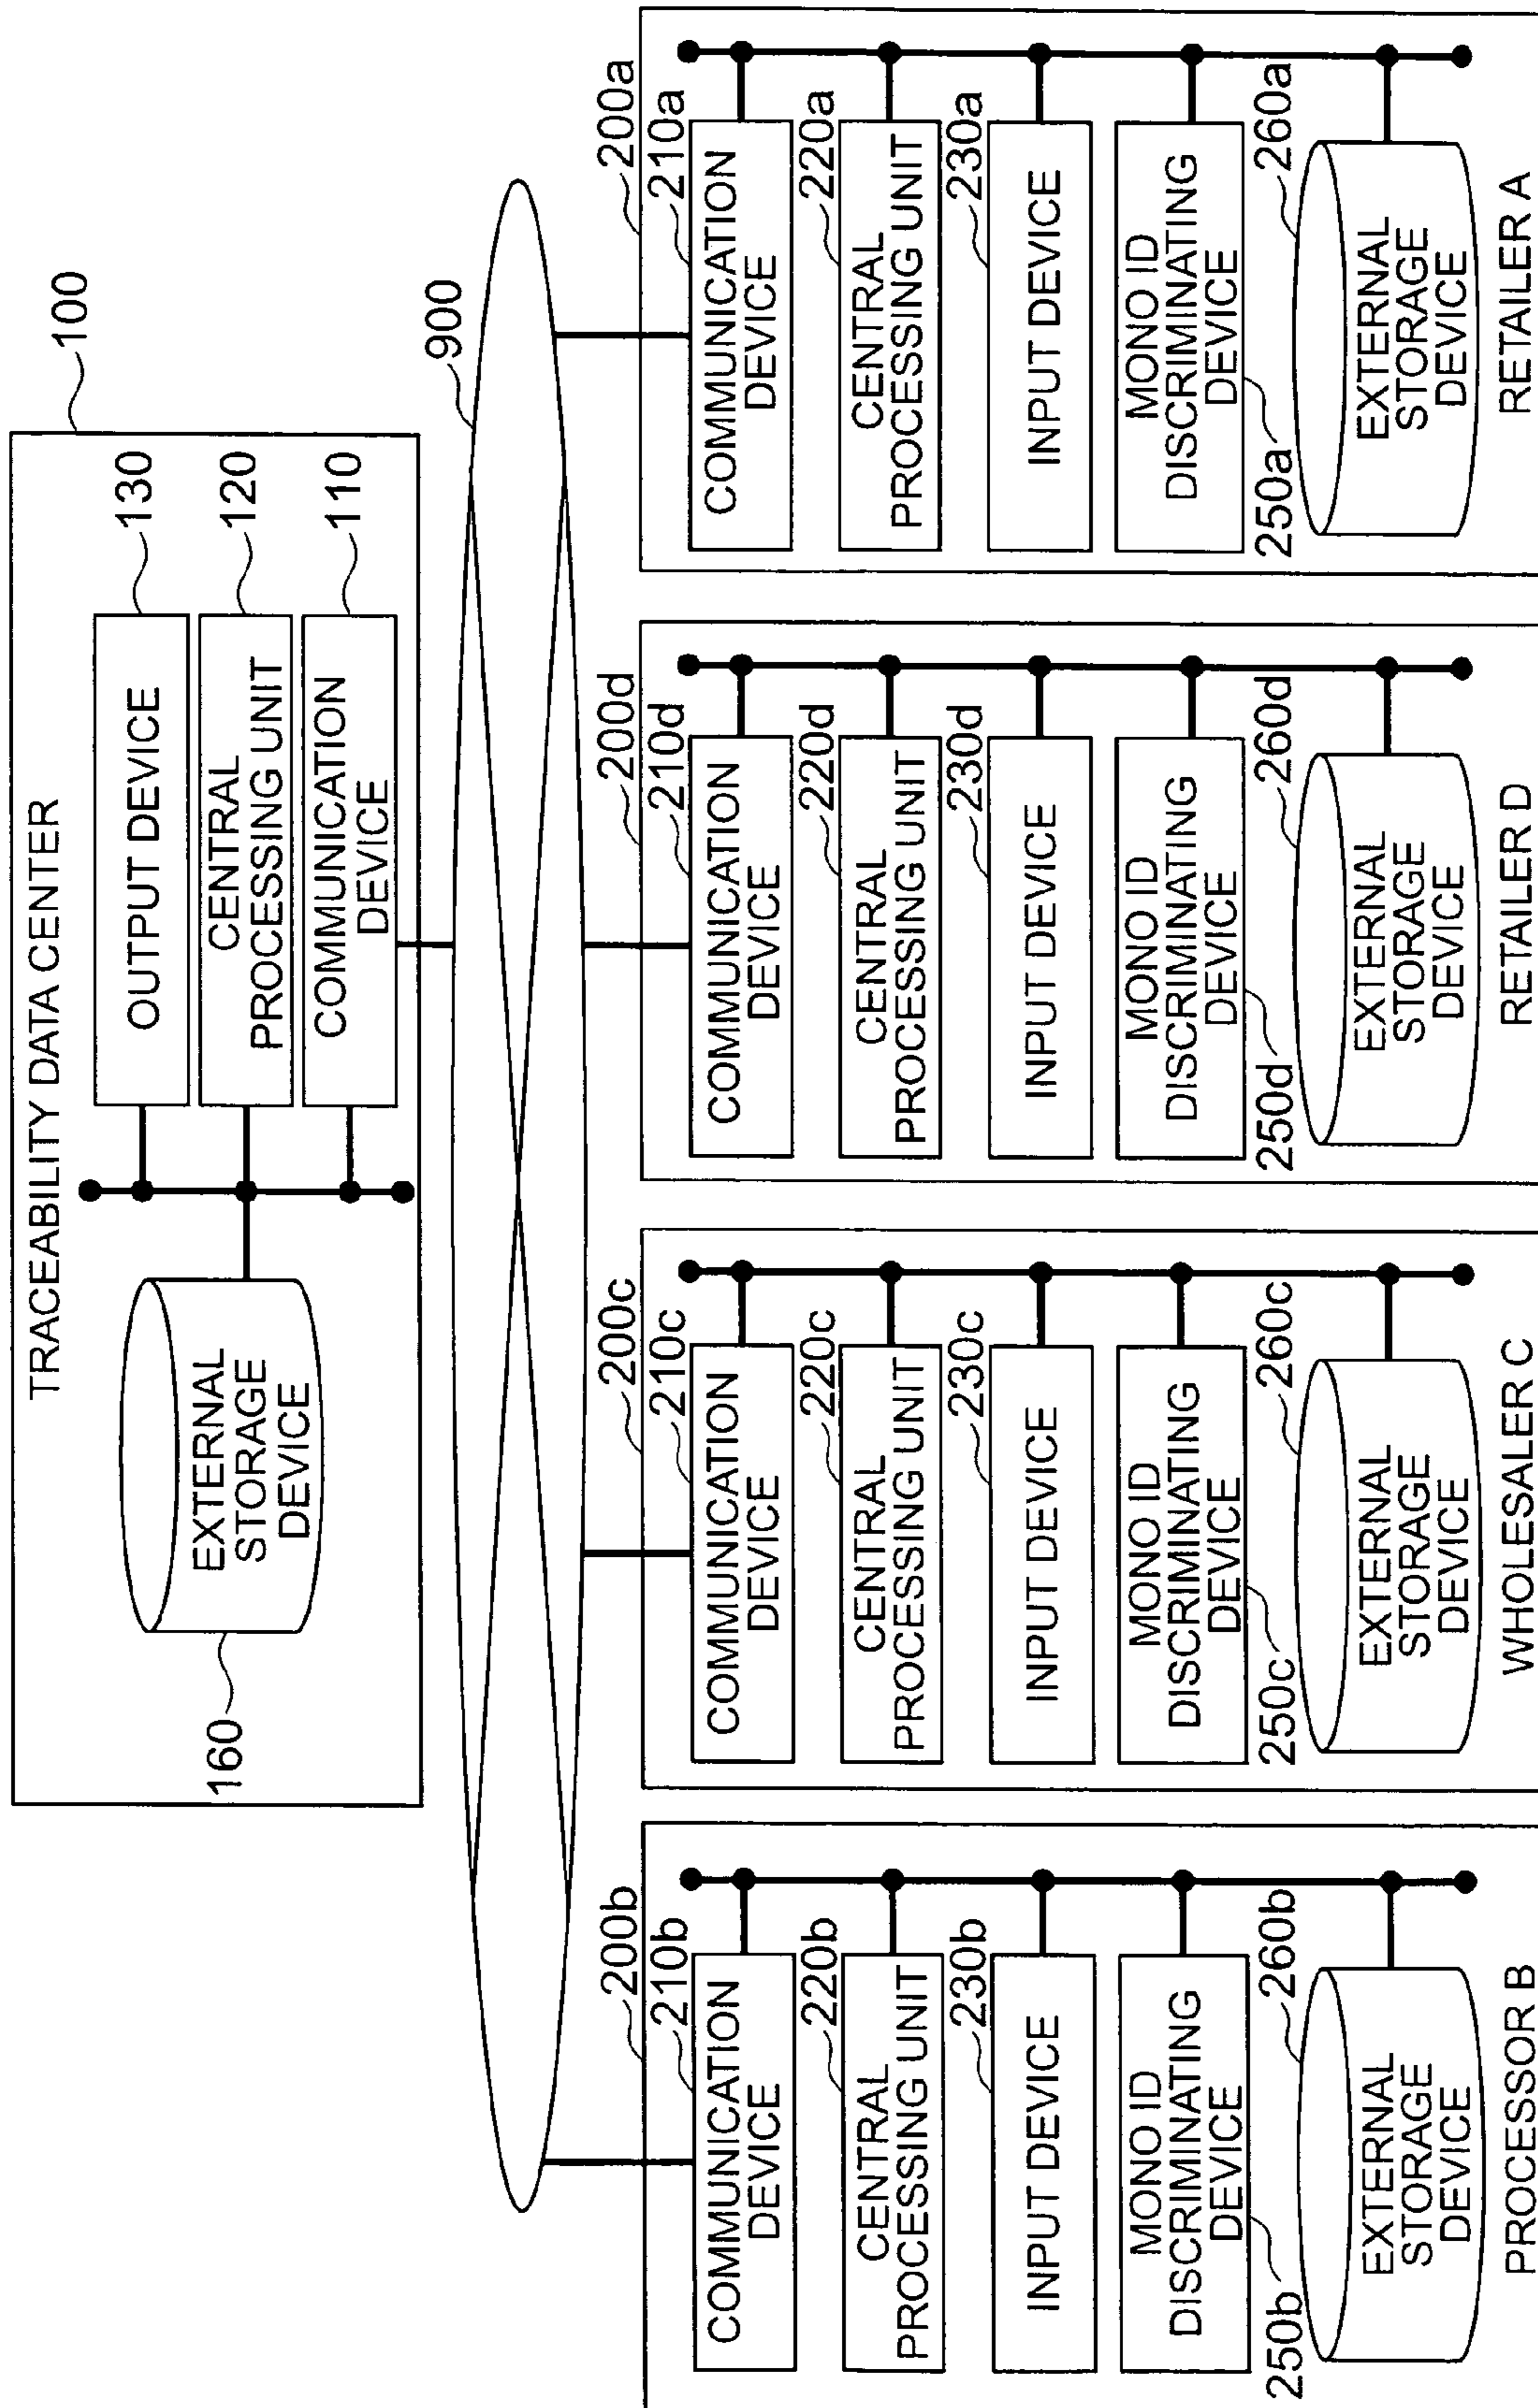 TRACEABILITY DATA CENTER
100
EXTERNAL
STORAGE
DEVICE
160
OUTPUT DEVICE
130
CENTRAL
PROCESSING UNIT
120
COMMUNICATION
DEVICE
110
900
200b
210b
COMMUNICATION
DEVICE
220b
CENTRAL
PROCESSING UNIT
230b
INPUT DEVICE
MONO ID
DISCRIMINATING
DEVICE
250b
260b
EXTERNAL
STORAGE
DEVICE
PROCESSOR B
200c
210c
COMMUNICATION
DEVICE
220c
CENTRAL
PROCESSING UNIT
230c
INPUT DEVICE
MONO ID
DISCRIMINATING
DEVICE
250c
260c
EXTERNAL
STORAGE
DEVICE
WHOLESALER C
200d
210d
COMMUNICATION
DEVICE
220d
CENTRAL
PROCESSING UNIT
230d
INPUT DEVICE
MONO ID
DISCRIMINATING
DEVICE
250d
260d
EXTERNAL
STORAGE
DEVICE
RETAILER D
200a
210a
COMMUNICATION
DEVICE
220a
CENTRAL
PROCESSING UNIT
230a
INPUT DEVICE
MONO ID
DISCRIMINATING
DEVICE
250a
260a
EXTERNAL
STORAGE
DEVICE
RETAILER A